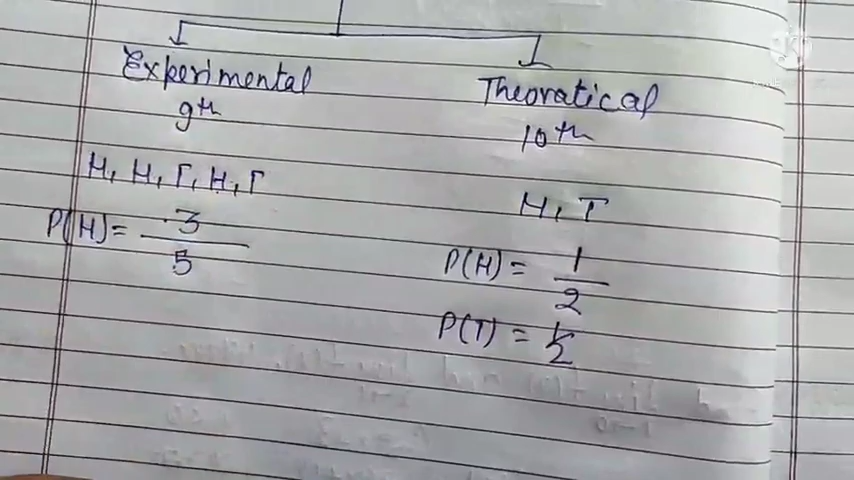 Experimental
9th
H, H, T, H, T
P(H) = 3/5
Theoratical
10th
H, T
P(H) = 1/2
P(T) = 1/2